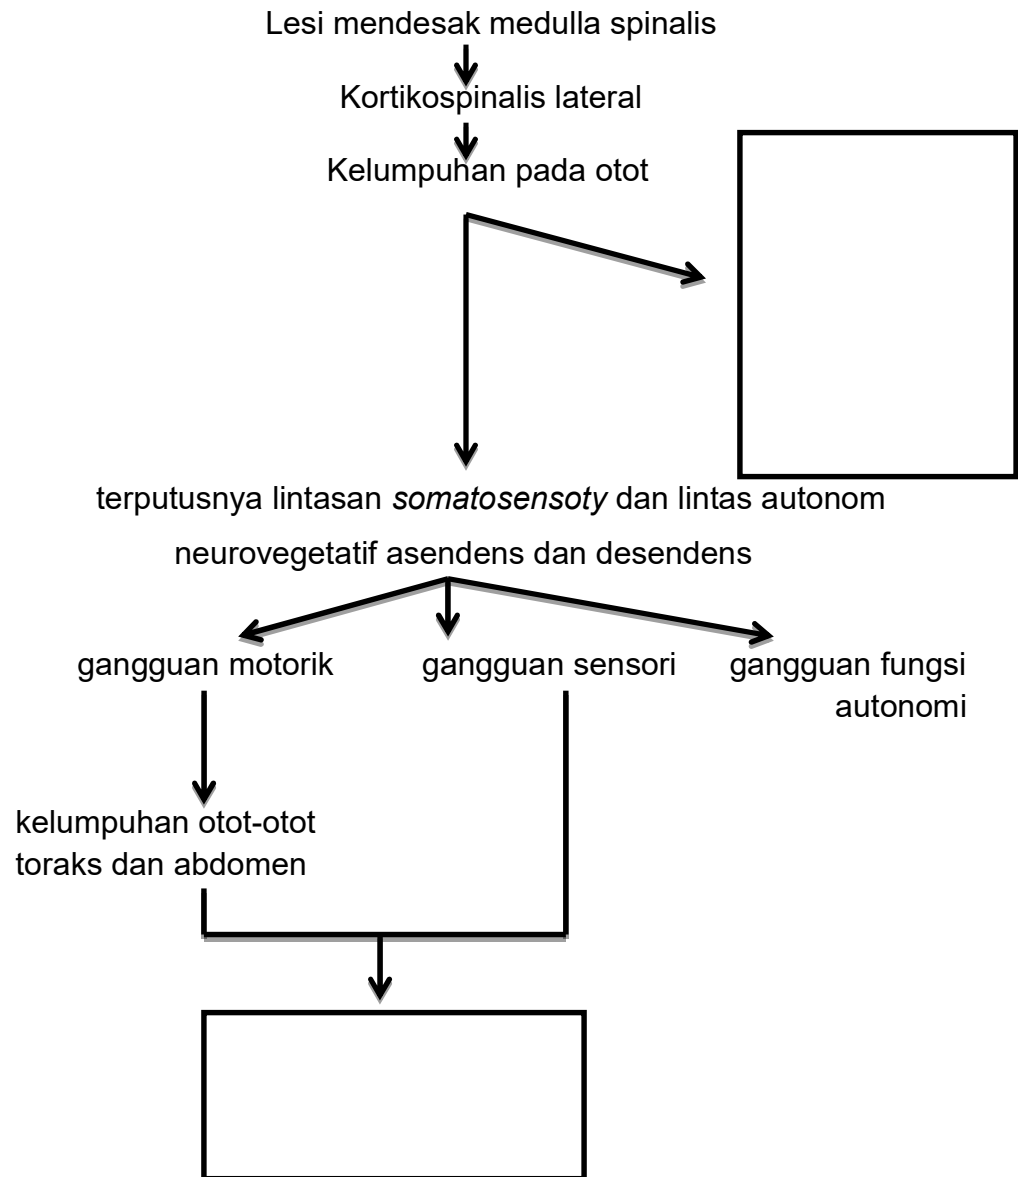 Lesi mendesak medulla spinalis
Kortikospinalis lateral
Kelumpuhan pada otot
terputusnya lintasan somatosensoty dan lintas autonom
neurovegetatif asendens dan desendens
gangguan motorik
gangguan sensori
gangguan fungsi
autonomi
kelumpuhan otot-otot
toraks dan abdomen